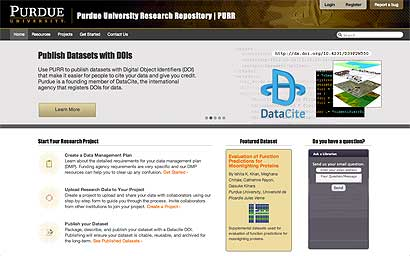 PURDUE
UNIVERSITY
Purdue University Research Repository | PURR
Login
Register
Report a bug
Home
Resources
Projects
Get Started
About
Contact Us
Search
Publish Datasets with DOIs
Use PURR to publish datasets with Digital Object Identifiers (DOI)
that make it easier for people to cite your data and give you credit.
Purdue is a founding member of DataCite, the international
agency that registers DOIs for data.
Learn More
DataCite
Start Your Research Project
Create a Data Management Plan
Learn about the detailed requirements for your data management plan
(DMP). Funding agency requirements are very specific and our DMP
resources can help you to clear up any confusion. Get Started ›
Upload Research Data to Your Project
Create a project to upload and share your data with collaborators using our
step-by-step form to guide you through the process. Invite collaborators
from other institutions to join your project. Create a Project ›
Publish your Dataset
Package, describe, and publish your dataset with a Datacite DOI.
Publishing will ensure your dataset is citable, reusable, and archived for
the long-term. See Published Datasets ›
Featured Dataset
Evaluation of Function
Predictions for
Moonlighting Proteins
By Ishita K. Khan, Meghana
Chitale, Catherine Rayon,
Daisuke Kihara
Purdue University, Université de
Picardie Jules Verne
Supplemental datasets used for
evaluation of function predictions for
moonlighting proteins.
Do you have a question?
Ask a Librarian
Send us your email question:
Enter your email address
Your Question/Message
Send